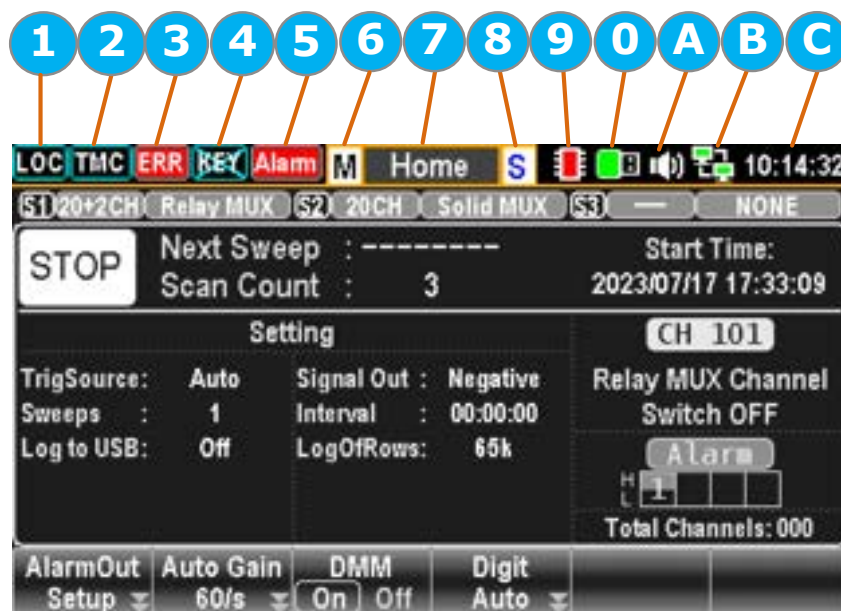 1 2 3 4 5 6 7 8 9 0 A B C
LOC TMC ERR KEY Alarm M Home S 10:14:32
S1 20+2CH Relay MUX S2 20CH Solid MUX S3 — NONE
STOP Next Sweep : -------- Start Time:
Scan Count : 3 2023/07/17 17:33:09
Setting CH 101
TrigSource: Auto Signal Out : Negative Relay MUX Channel
Sweeps : 1 Interval : 00:00:00 Switch OFF
Log to USB: Off LogOfRows: 65k Alarm
H 1
L
Total Channels: 000
AlarmOut Auto Gain DMM Digit
Setup 60/s On Off Auto